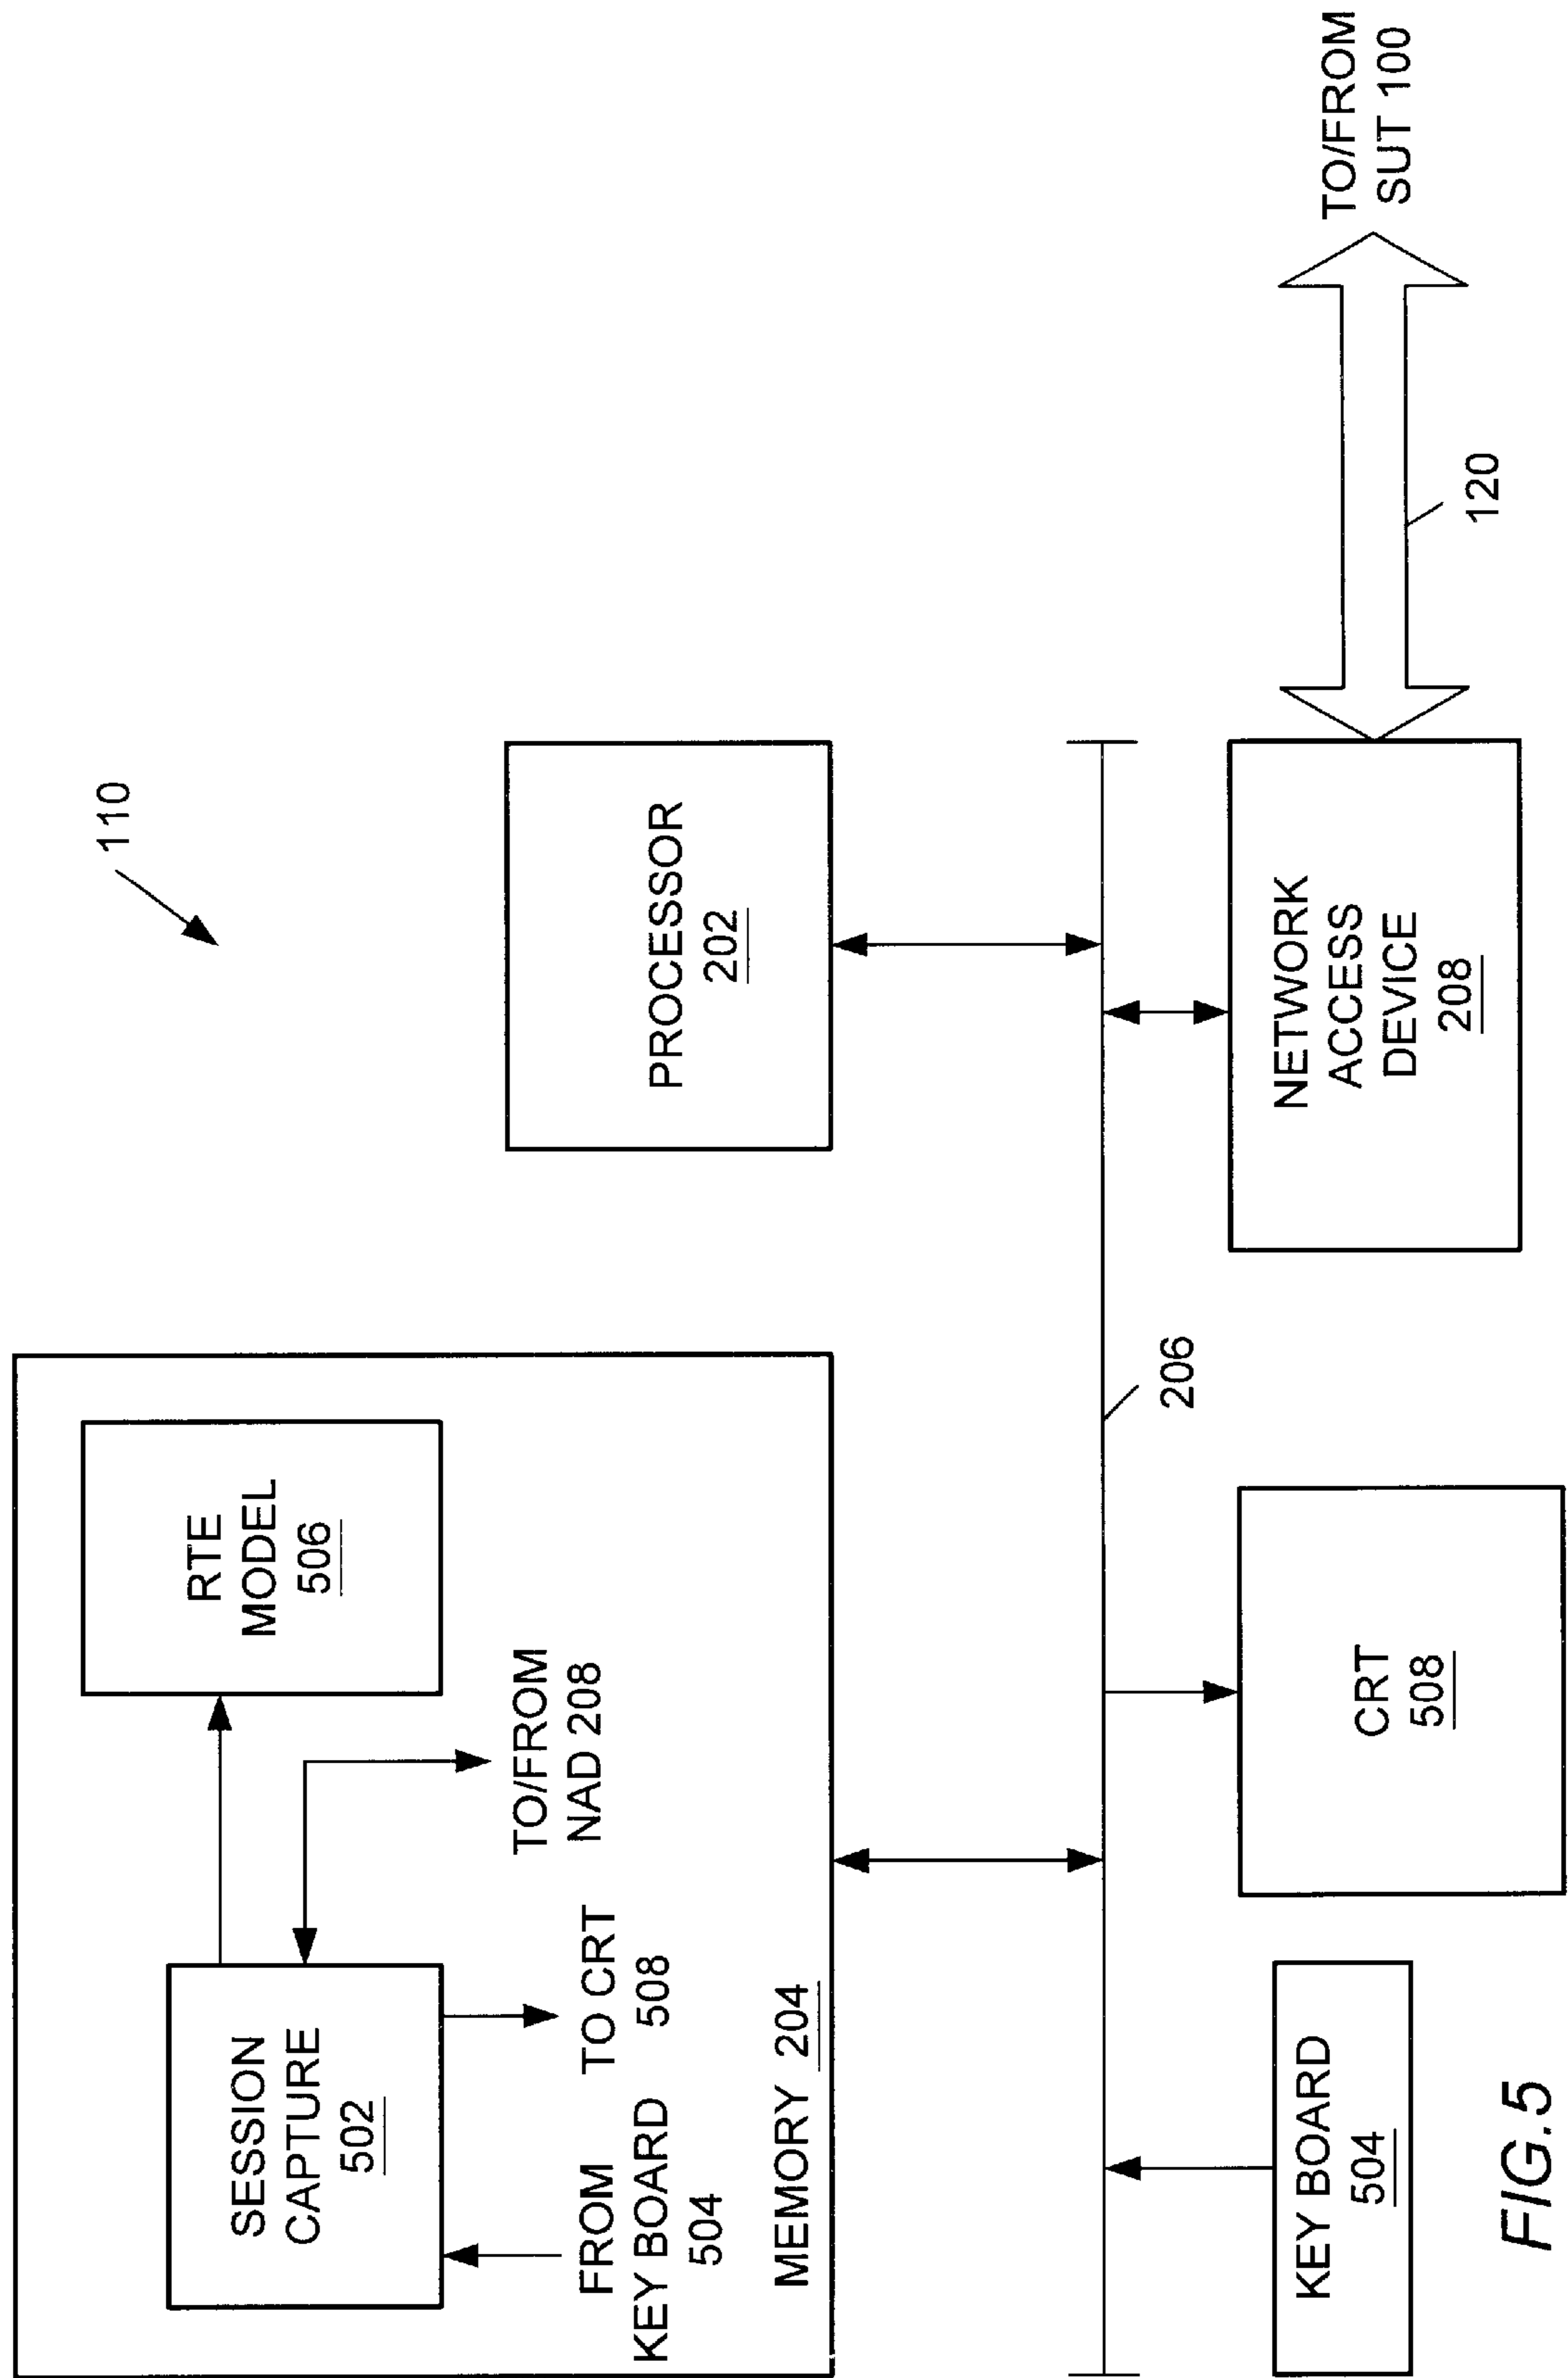 110
SESSION
CAPTURE
502
RTE
MODEL
506
FROM
KEY BOARD
504
TO CRT
508
TO/FROM
NAD 208
MEMORY 204
PROCESSOR
202
206
KEY BOARD
504
CRT
508
NETWORK
ACCESS
DEVICE
208
120
TO/FROM
SUT 100
FIG.5